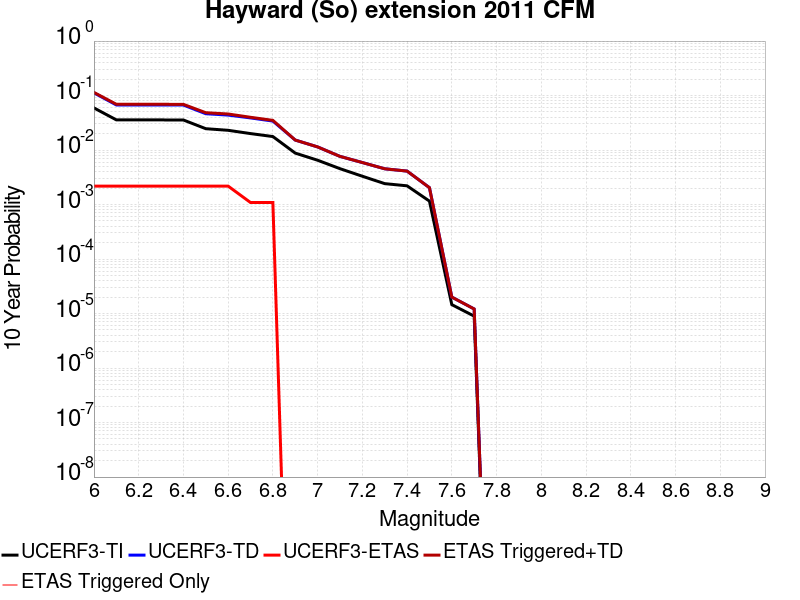 Hayward (So) extension 2011 CFM
10^0
10^-1
10^-2
10^-3
10^-4
10^-5
10^-6
10^-7
10^-8
10 Year Probability
6 6.2 6.4 6.6 6.8 7 7.2 7.4 7.6 7.8 8 8.2 8.4 8.6 8.8 9
Magnitude
UCERF3-TI UCERF3-TD UCERF3-ETAS ETAS Triggered+TD
ETAS Triggered Only